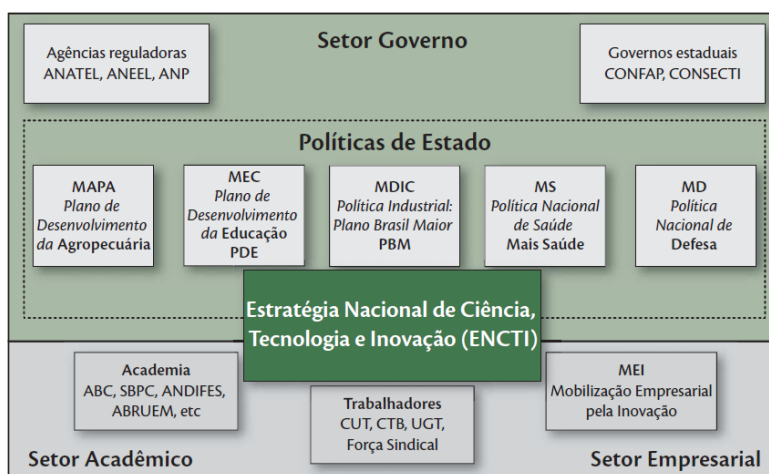 Setor Governo
Agências reguladoras
ANATEL, ANEEL, ANP
Governos estaduais
CONFAP, CONSECTI
Políticas de Estado
MAPA
Plano de
Desenvolvimento
da Agropecuária
MEC
Plano de
Desenvolvimento
da Educação
PDE
MDIC
Política Industrial:
Plano Brasil Maior
PBM
MS
Política Nacional
de Saúde
Mais Saúde
MD
Política
Nacional de
Defesa
Estratégia Nacional de Ciência,
Tecnologia e Inovação (ENCTI)
Academia
ABC, SBPC, ANDIFES,
ABRUEM, etc
Trabalhadores
CUT, CTB, UGT,
Força Sindical
MEI
Mobilização Empresarial
pela Inovação
Setor Acadêmico
Setor Empresarial